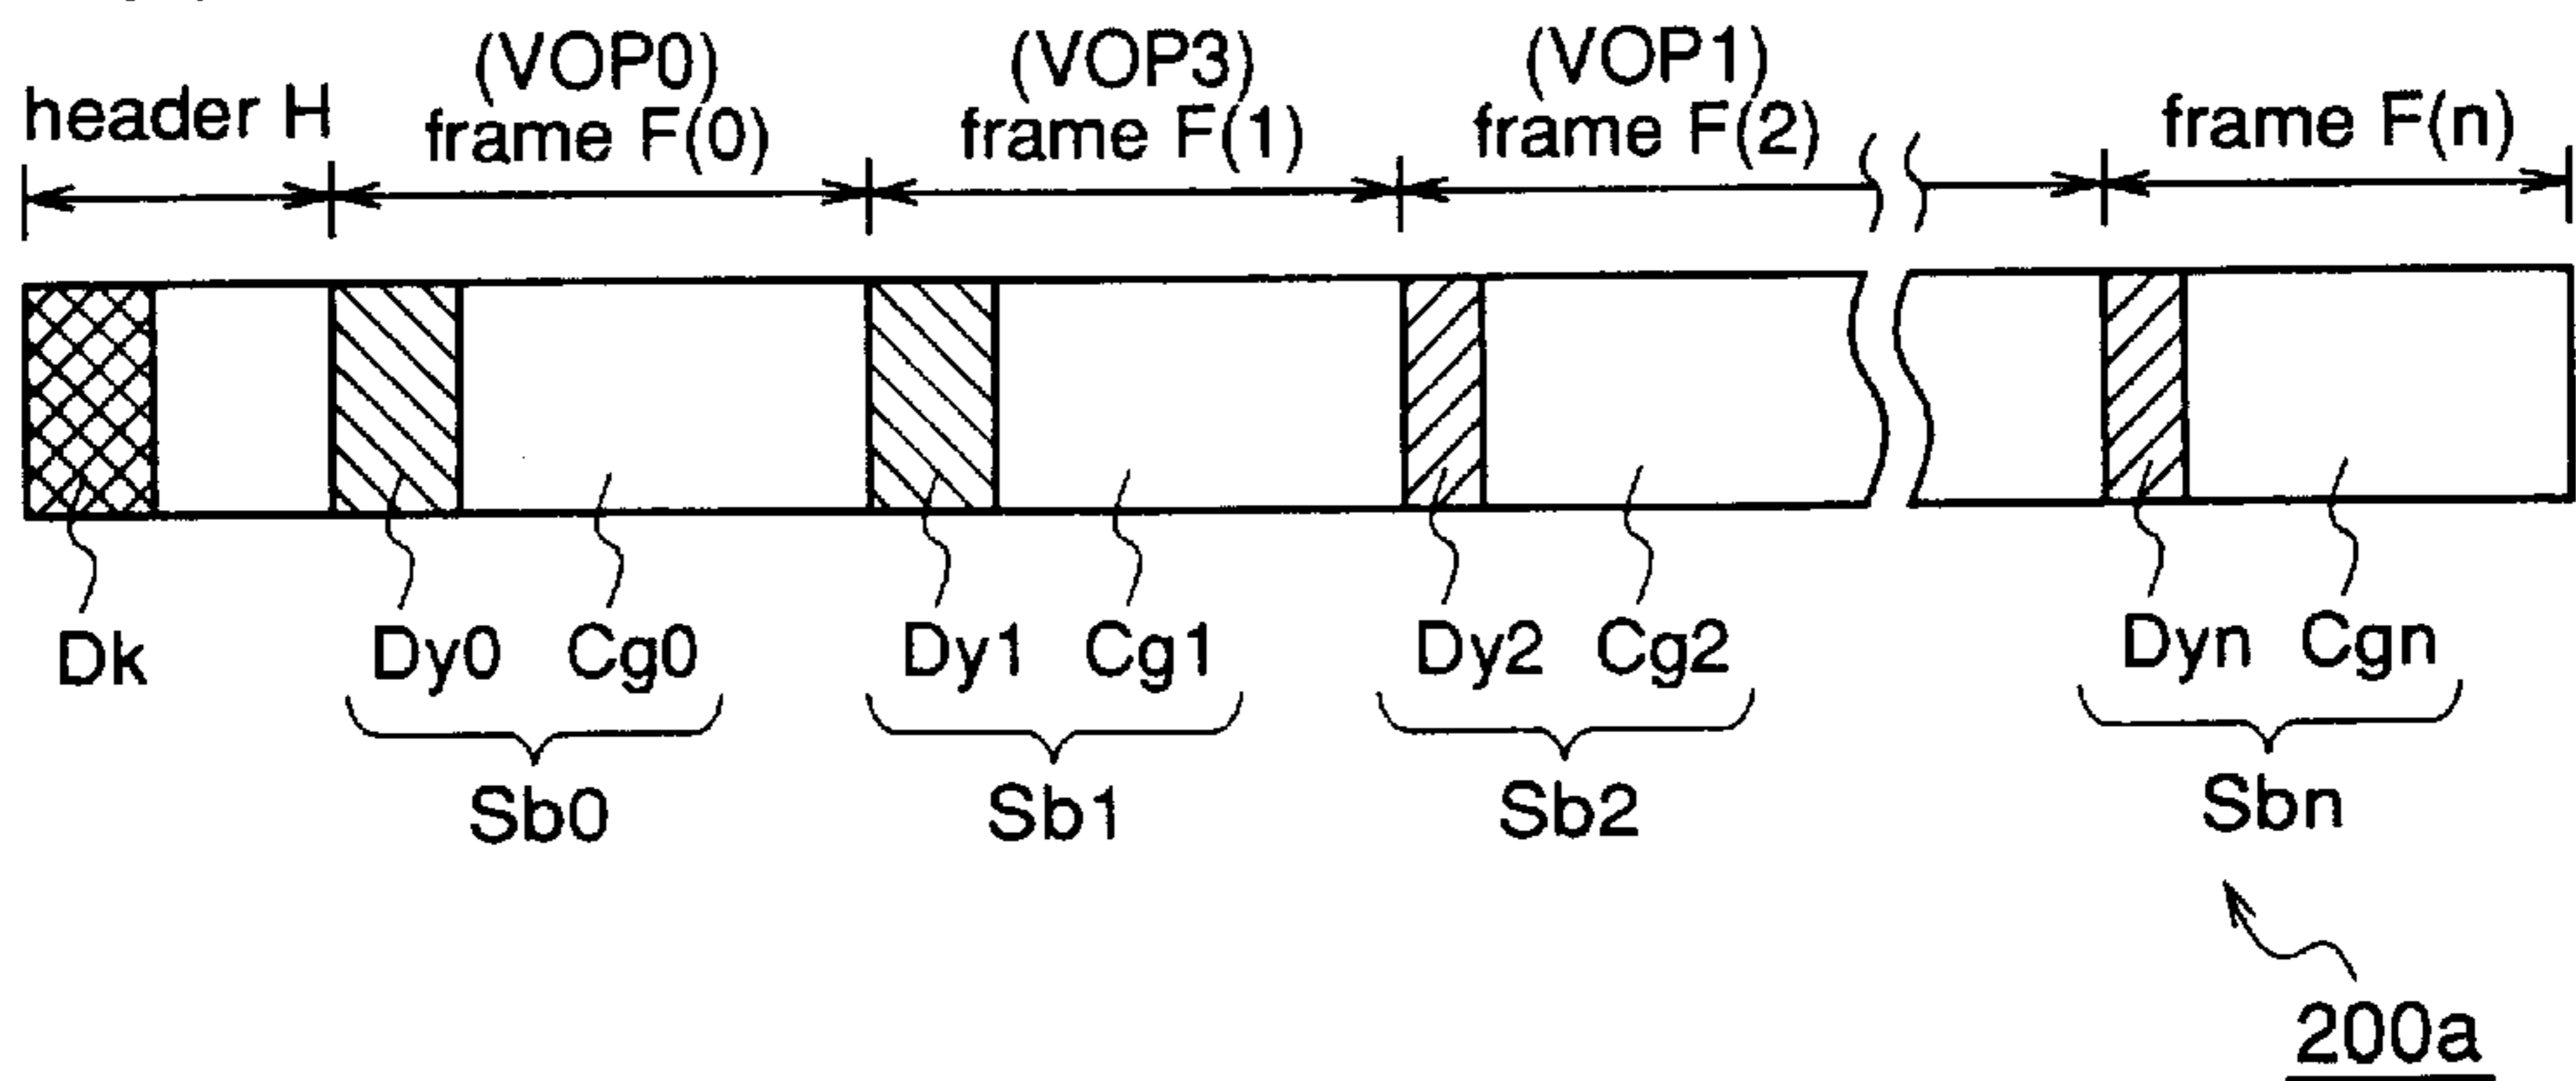 (VOP0) (VOP3) (VOP1)
header H frame F(0) frame F(1) frame F(2) frame F(n)
Dk Dy0 Cg0 Dy1 Cg1 Dy2 Cg2 Dyn Cgn
Sb0 Sb1 Sb2 Sbn
200a